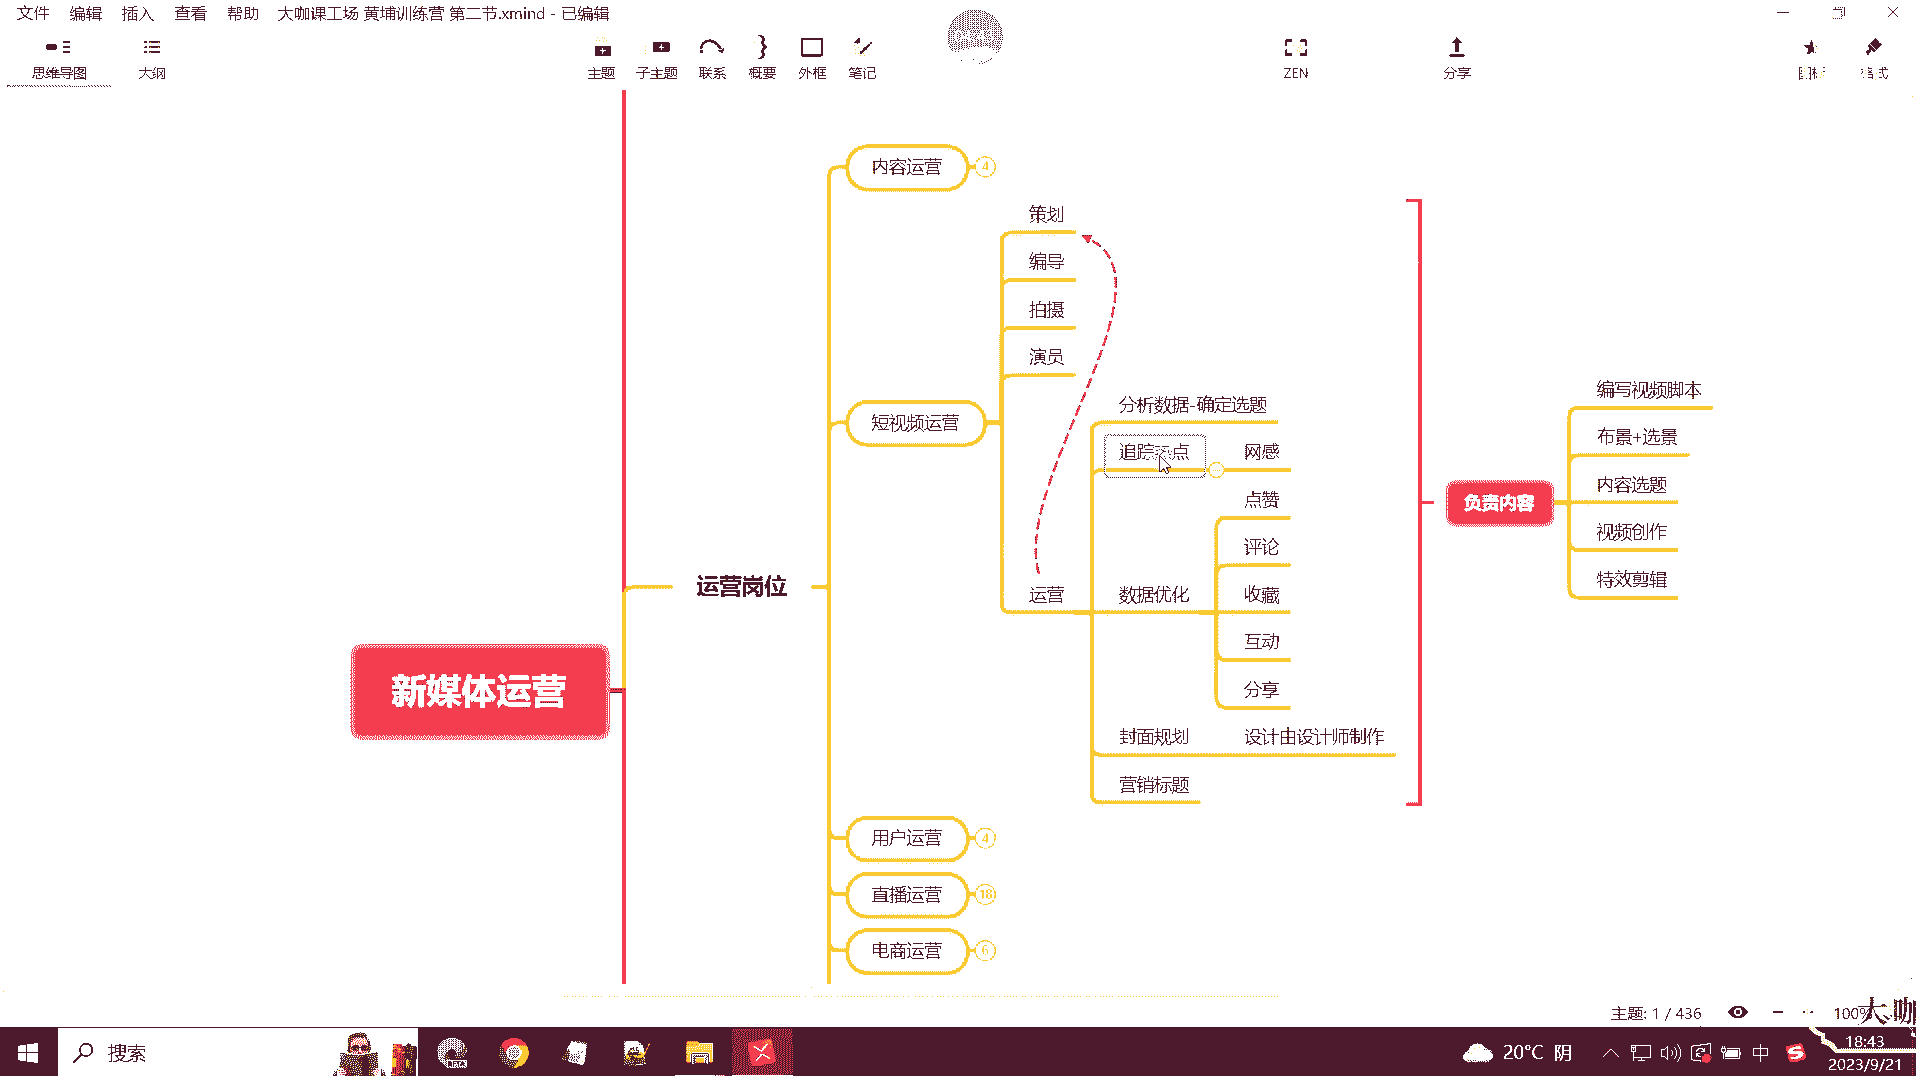 文件 编辑 插入 查看 帮助 大咖课工场 黄埔训练营 第二节.xmind - 已编辑
思维导图 大纲 主题 子主题 联系 概要 外框 笔记 ZEN 分享 图标 格式
内容运营 4
策划
编导
拍摄
演员
编写视频脚本
分析数据-确定选题
短视频运营
布景+选景
追踪热点 网感
内容选题
点赞
负责内容
视频创作
评论
特效剪辑
运营岗位
运营 数据优化 收藏
互动
新媒体运营
分享
封面规划 设计由设计师制作
营销标题
用户运营 4
直播运营 18
电商运营 6
主题: 1 / 436 100%
大咖
搜索
20°C 阴
中
18:43
2023/9/21